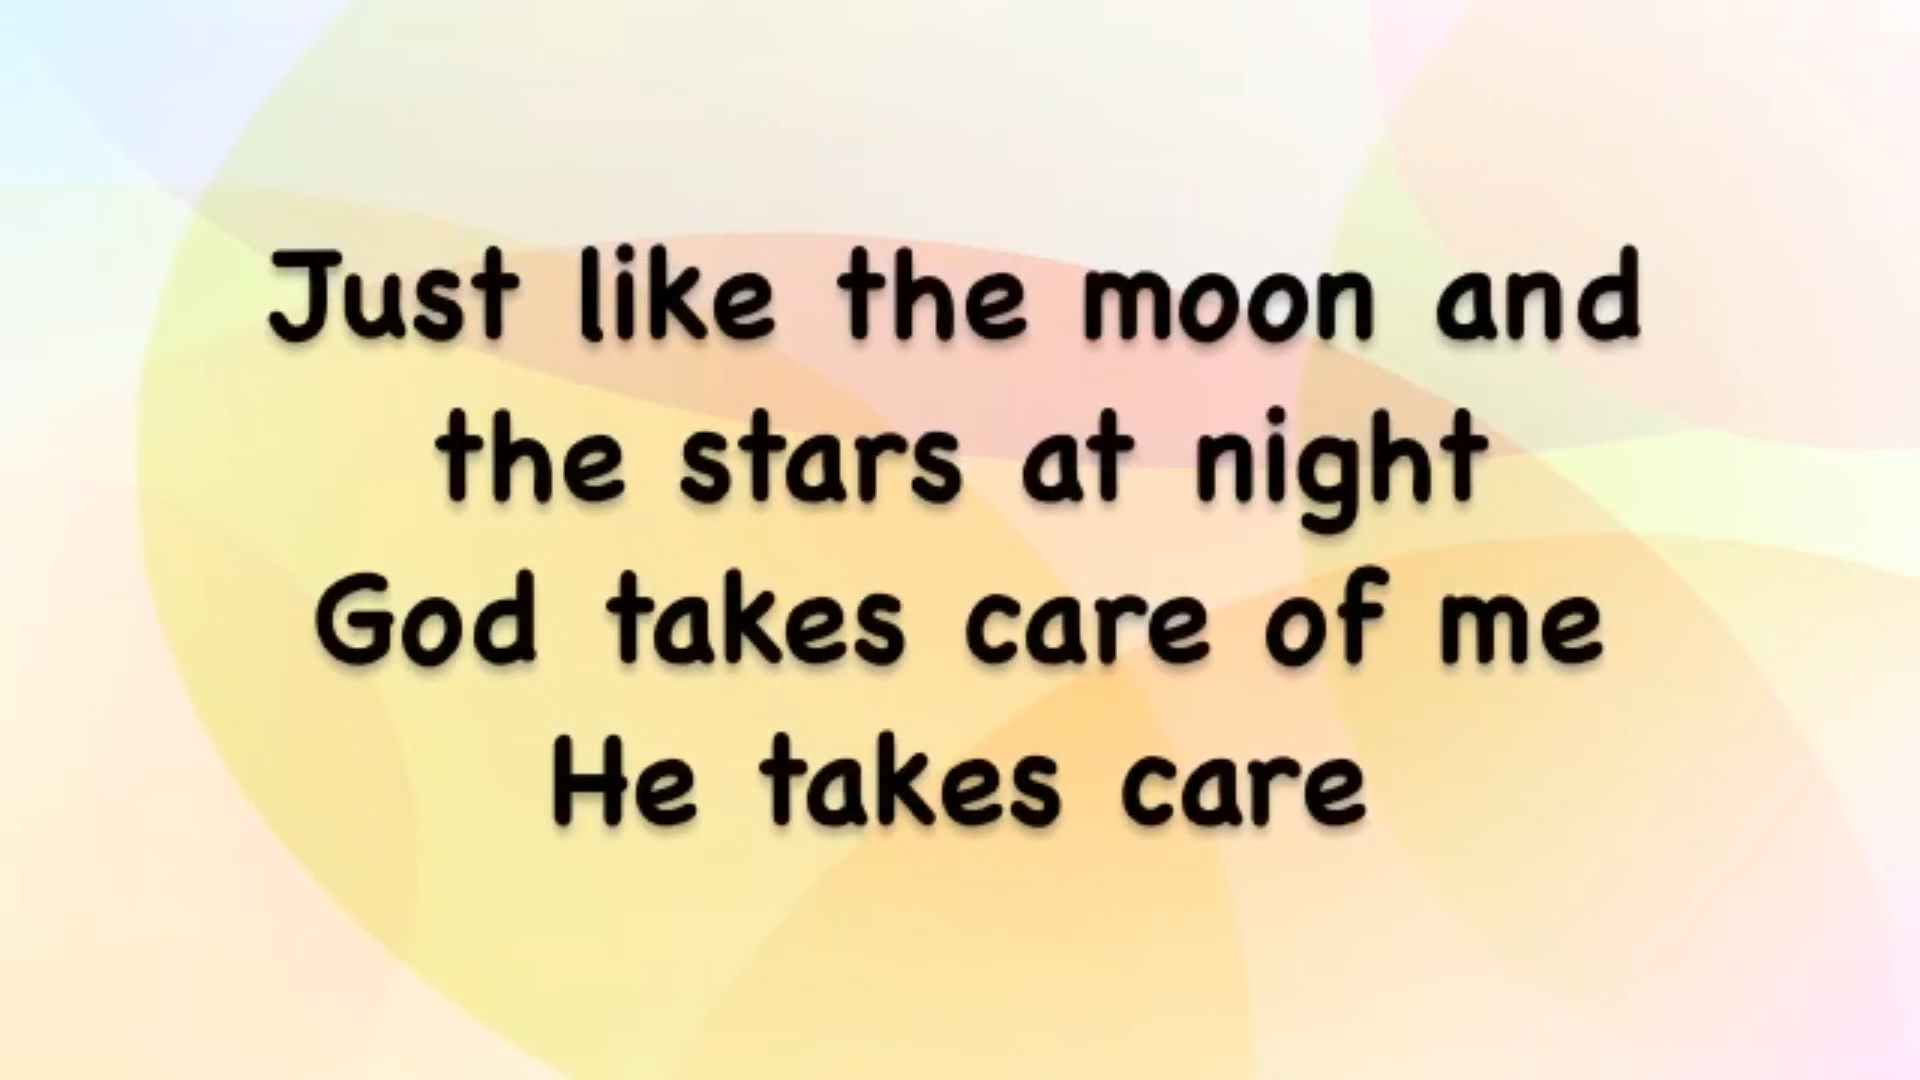 Just like the moon and
the stars at night
God takes care of me
He takes care